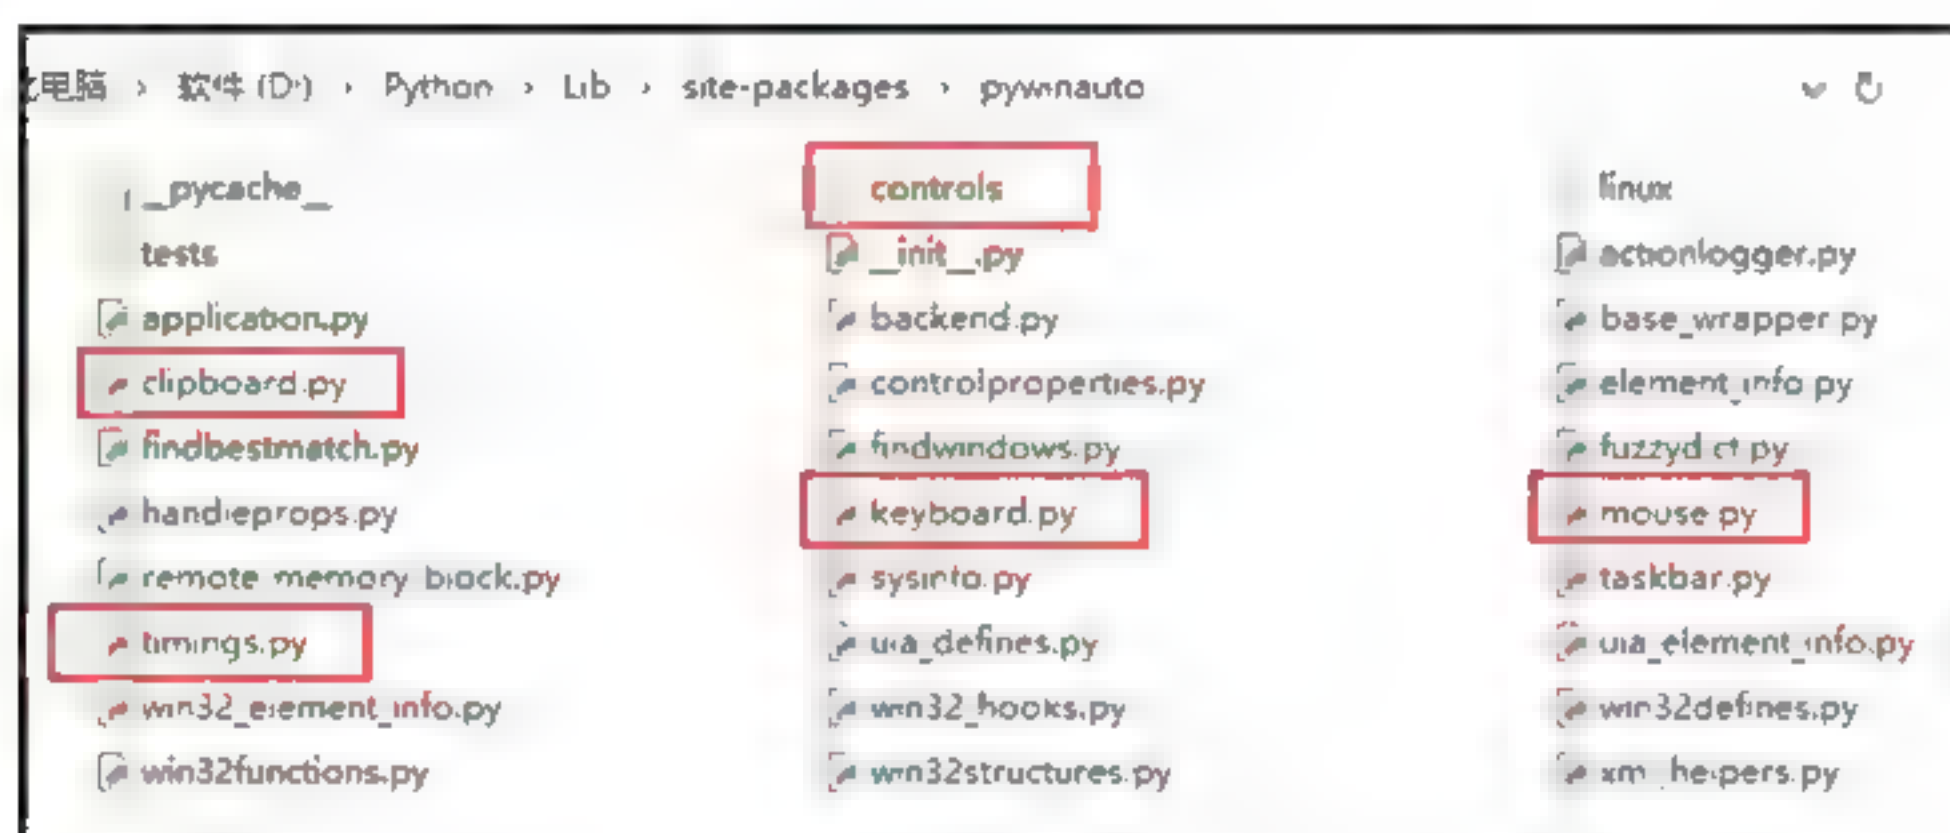 电脑 › 软件 (D:) › Python › Lib › site-packages › pywinauto
__pycache__ controls linux
tests __init__.py actionlogger.py
application.py backend.py base_wrapper.py
clipboard.py controlproperties.py element_info.py
findbestmatch.py findwindows.py fuzzydict.py
handleprops.py keyboard.py mouse.py
remote_memory_block.py sysinfo.py taskbar.py
timings.py uia_defines.py uia_element_info.py
win32_element_info.py win32_hooks.py win32defines.py
win32functions.py win32structures.py xml_helpers.py